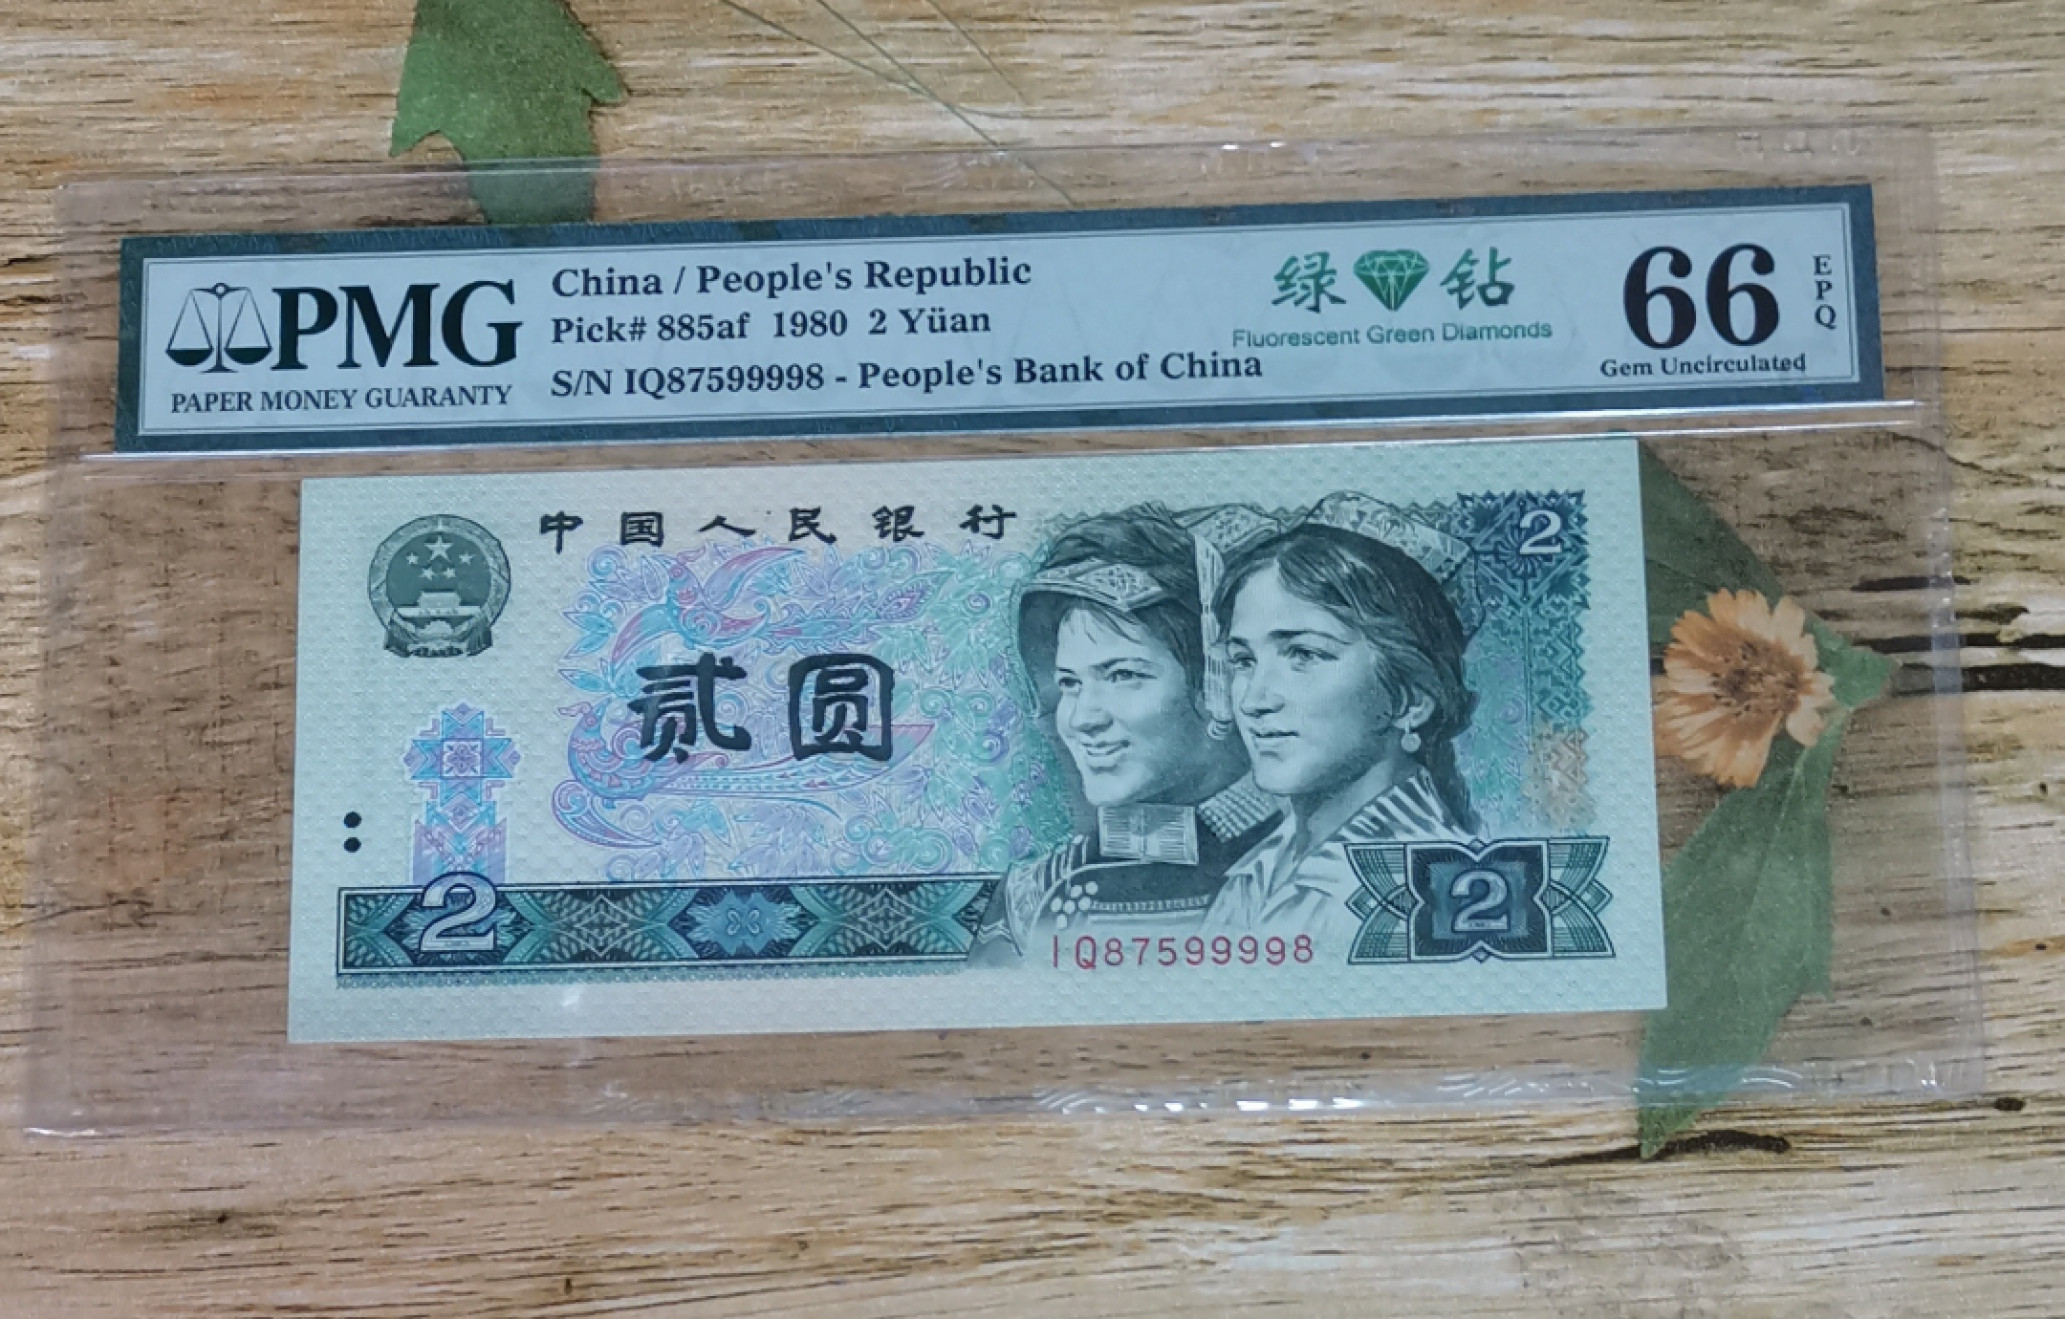 PMG
PAPER MONEY GUARANTY
China / People's Republic
Pick# 885af 1980 2 Yüan
S/N IQ87599998 - People's Bank of China
绿钻
Fluorescent Green Diamonds
66
EPQ
Gem Uncirculated
中国人民银行
2
贰圆
2
2
IQ87599998